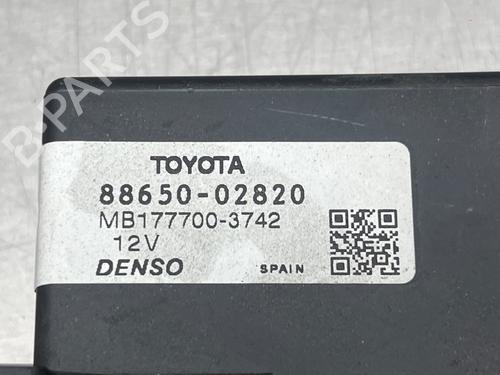 B-PARTS
TOYOTA
88650-02820
MB177700-3742
12V
DENSO SPAIN